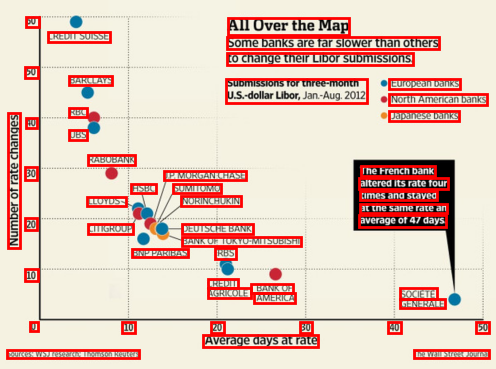 All Over the Map
Some banks are far slower than others
to change their Libor submissions.
Submissions for three-month
U.S.-dollar Libor, Jan.-Aug. 2012
European banks
North American banks
Japanese banks
Number of rate changes
60
50
40
30
20
10
CREDIT SUISSE
BARCLAYS
RBC
UBS
RABOBANK
J.P. MORGAN CHASE
HSBC
SUMITOMO
LLOYDS
NORINCHUKIN
CITIGROUP
DEUTSCHE BANK
BANK OF TOKYO-MITSUBISHI
BNP PARIBAS
RBS
CREDIT
AGRICOLE
BANK OF
AMERICA
The French bank
altered its rate four
times and stayed
at the same rate an
average of 47 days
SOCIÉTÉ
GÉNÉRALE
0
10
20
30
40
50
Average days at rate
Sources: WSJ research; Thomson Reuters
The Wall Street Journal